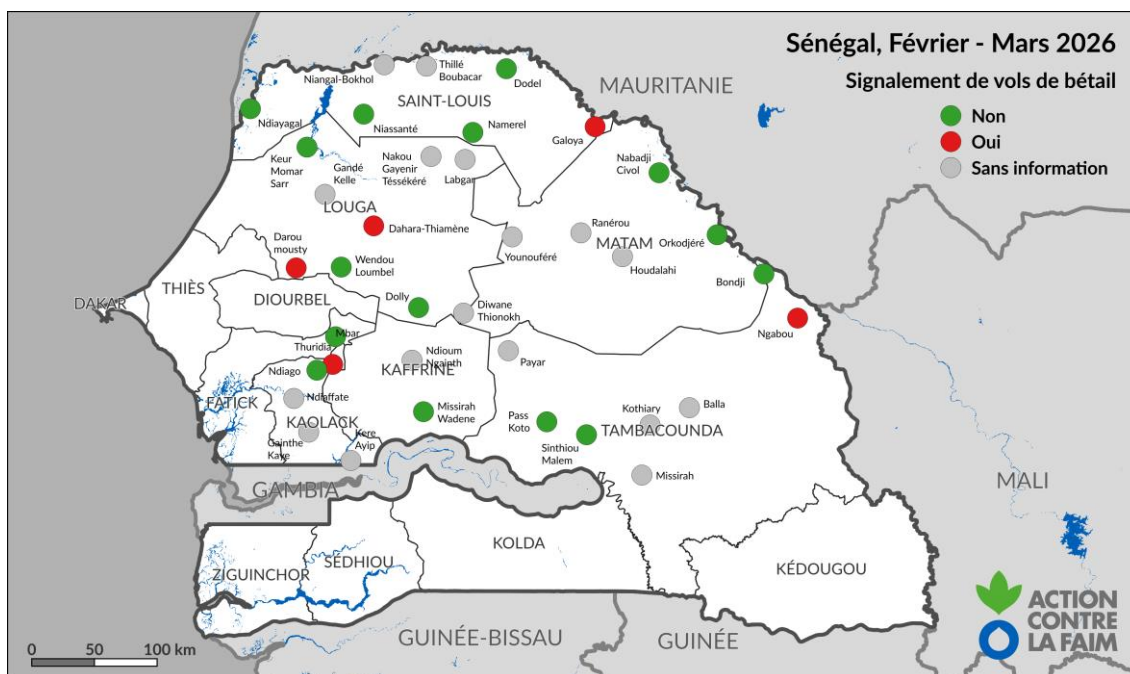 Sénégal, Février - Mars 2026
Signalement de vols de bétail
Non
Oui
Sans information
MAURITANIE
Niangal-Bokhol
Thillé
Boubacar
Dodel
SAINT-LOUIS
Ndiayagal
Niassanté
Namerel
Galoya
Keur
Momar
Sarr
Gandé
Kelle
Nakou
Gayenir
Téssékéré
Labgar
Nabadji
Civol
LOUGA
Dahara-Thiamène
Ranérou
MATAM
Orkodjéré
Younouféré
Houdalahi
Darou
mousty
Wendou
Loumbel
Bondji
THIÈS
DIOURBEL
DAKAR
Dolly
Diwane
Thionokh
Ngabou
Mbar
Thuridia
Ndiago
Ndioum
Ngainth
KAFFRINE
Payar
FATICK
Ndiaffate
KAOLACK
Missirah
Wadene
Pass
Koto
Kothiary
Balla
TAMBACOUNDA
Gainthe
Kaye
Kere
Ayip
Sinthiou
Malem
Missirah
GAMBIA
MALI
KOLDA
SÉDHIOU
ZIGUINCHOR
KÉDOUGOU
GUINÉE-BISSAU
GUINÉE
0 50 100 km
ACTION
CONTRE
LA FAIM